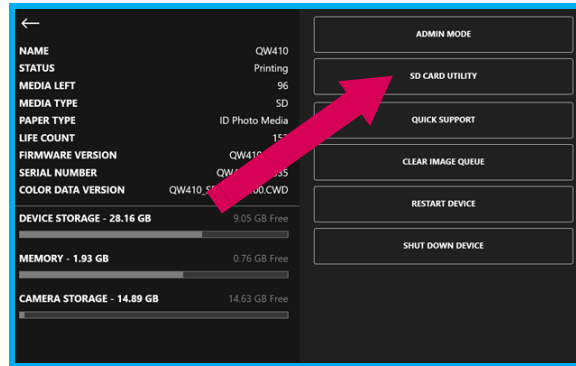 NAME QW410
STATUS Printing
MEDIA LEFT 96
MEDIA TYPE SD
PAPER TYPE ID Photo Media
LIFE COUNT
FIRMWARE VERSION
SERIAL NUMBER
COLOR DATA VERSION
DEVICE STORAGE - 28.16 GB 9.05 GB Free
MEMORY - 1.93 GB 0.76 GB Free
CAMERA STORAGE - 14.89 GB 14.63 GB Free
ADMIN MODE
SD CARD UTILITY
QUICK SUPPORT
CLEAR IMAGE QUEUE
RESTART DEVICE
SHUT DOWN DEVICE